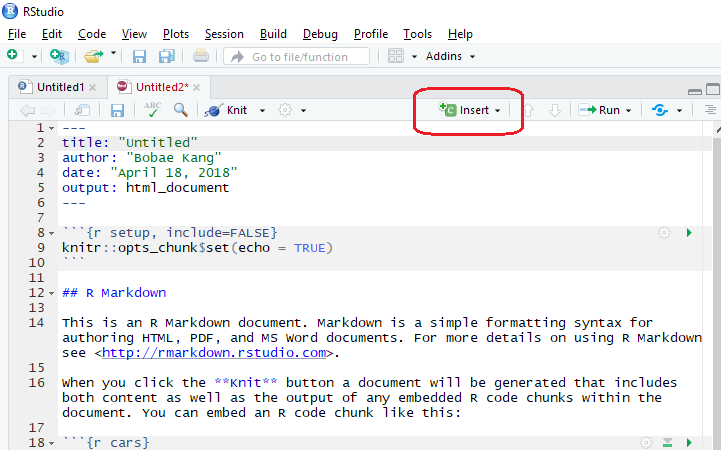 RStudio
File Edit Code View Plots Session Build Debug Profile Tools Help
Go to file/function Addins
Untitled1 Untitled2*
ABC Knit Insert Run
1 ---
2 title: "Untitled"
3 author: "Bobae Kang"
4 date: "April 18, 2018"
5 output: html_document
6 ---
7
8 ```{r setup, include=FALSE}
9 knitr::opts_chunk$set(echo = TRUE)
10 ```
11
12 ## R Markdown
13
14 This is an R Markdown document. Markdown is a simple formatting syntax for
authoring HTML, PDF, and MS Word documents. For more details on using R Markdown
see <http://rmarkdown.rstudio.com>.
15
16 When you click the **Knit** button a document will be generated that includes
both content as well as the output of any embedded R code chunks within the
document. You can embed an R code chunk like this:
17
18 ```{r cars}